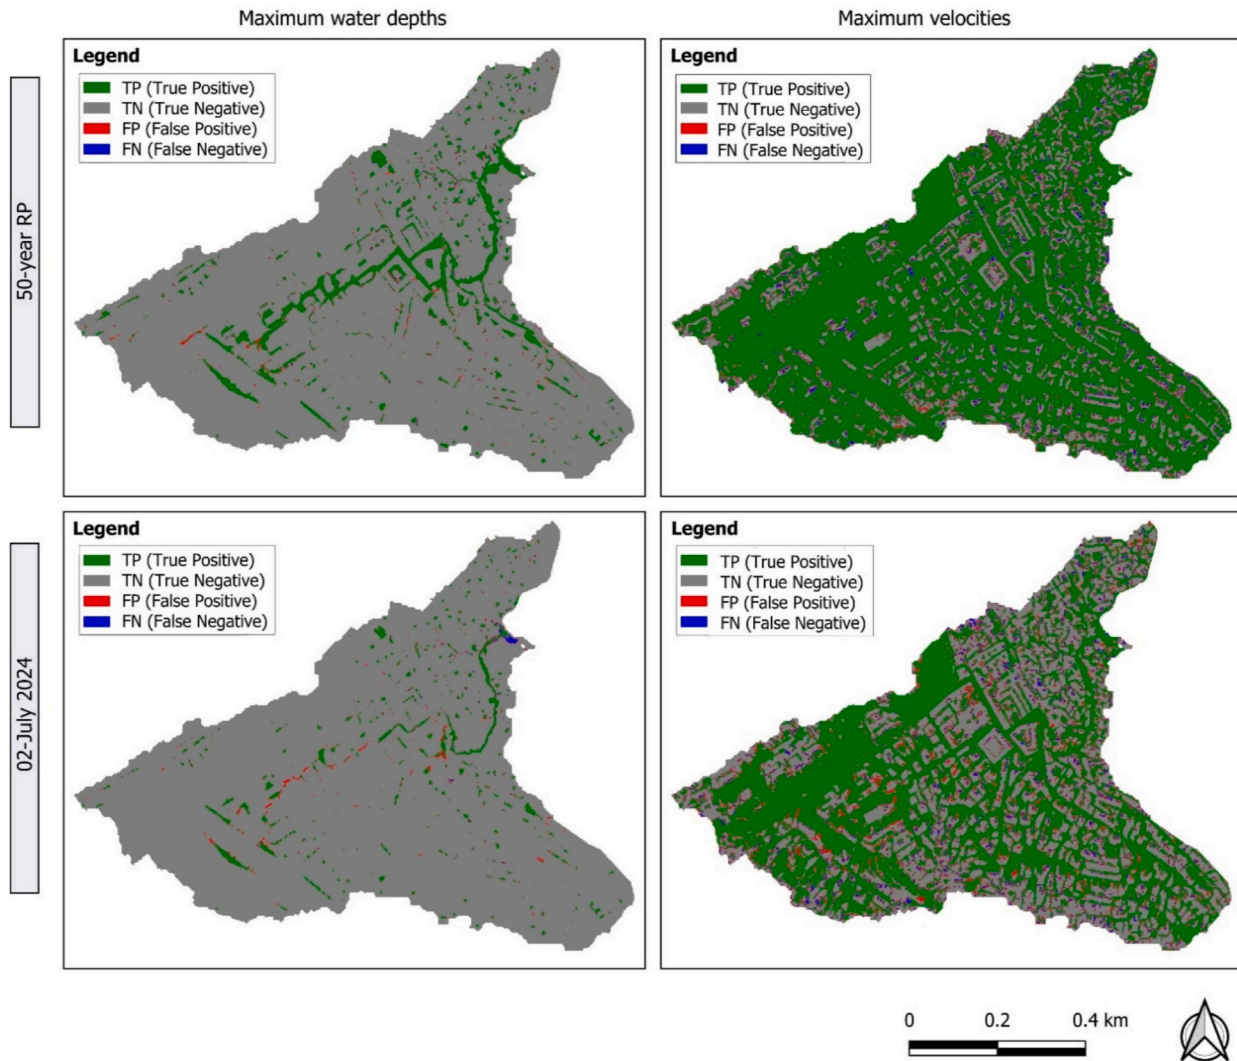 Maximum water depths
Maximum velocities
50-year RP
Legend
TP (True Positive)
TN (True Negative)
FP (False Positive)
FN (False Negative)
Legend
TP (True Positive)
TN (True Negative)
FP (False Positive)
FN (False Negative)
02-July 2024
Legend
TP (True Positive)
TN (True Negative)
FP (False Positive)
FN (False Negative)
Legend
TP (True Positive)
TN (True Negative)
FP (False Positive)
FN (False Negative)
0 0.2 0.4 km